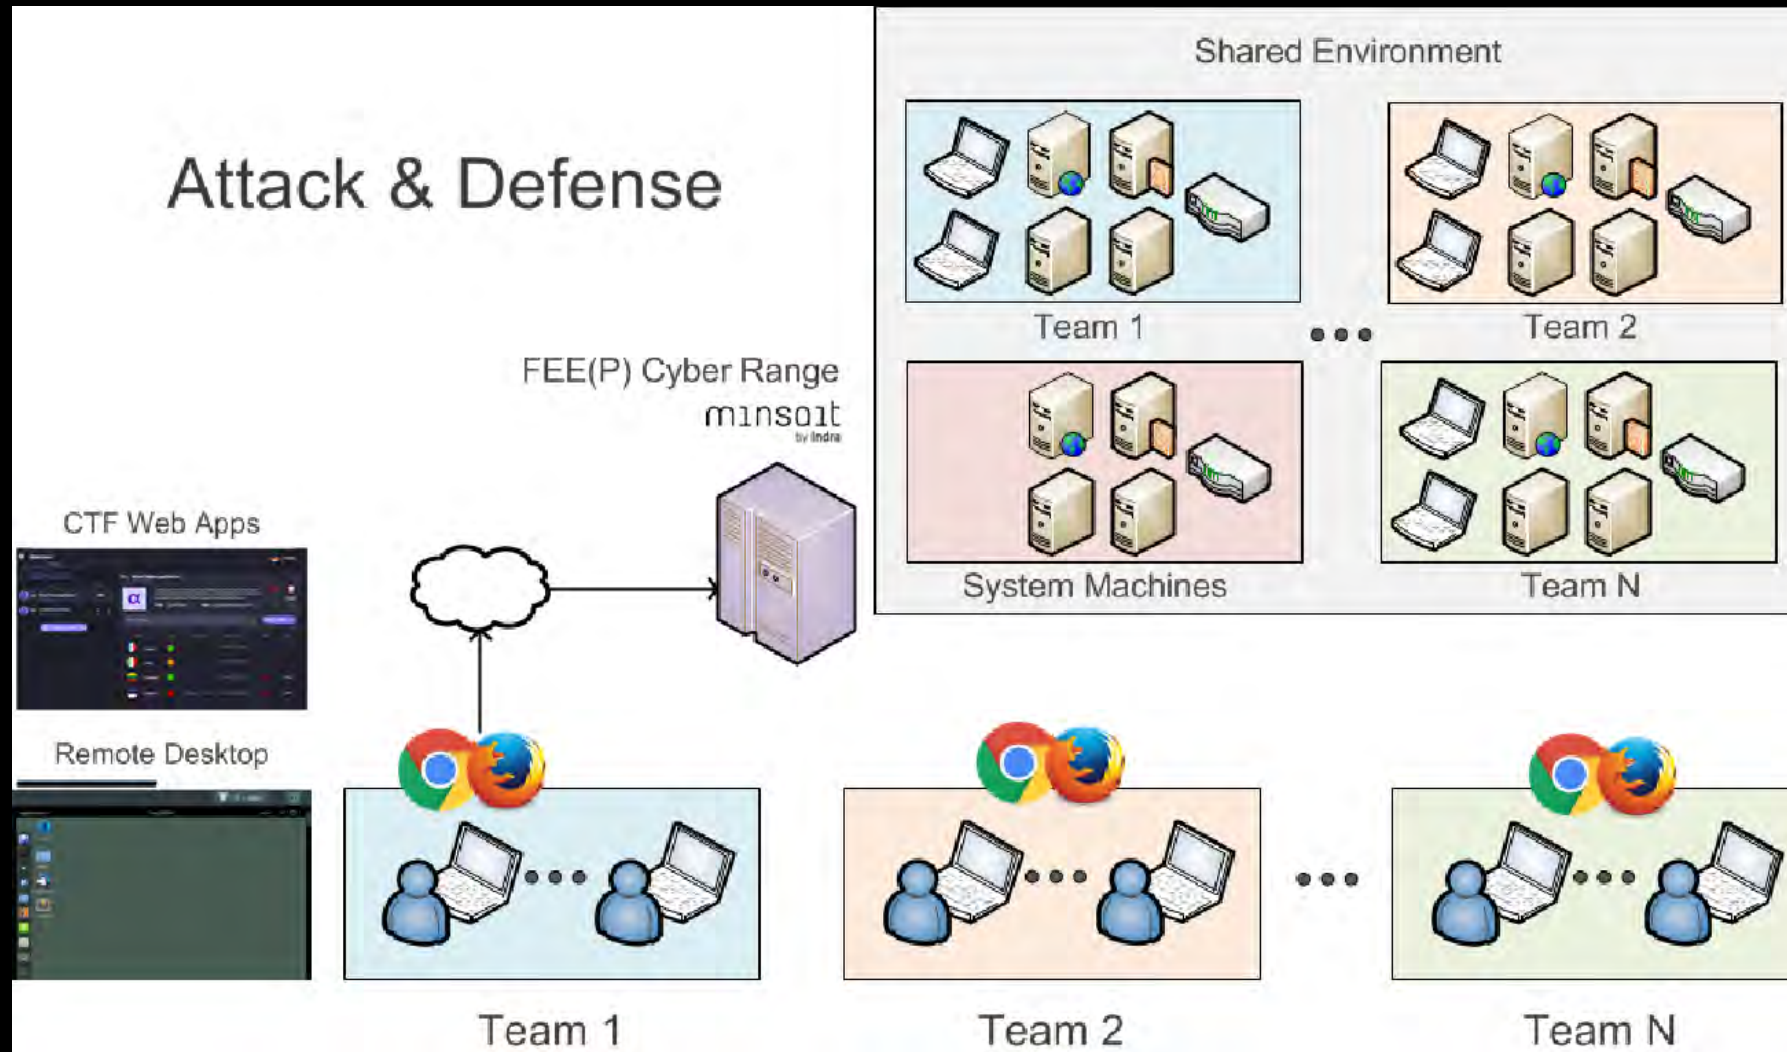 Attack & Defense
Shared Environment
Team 1
Team 2
System Machines
Team N
FEE(P) Cyber Range
minsait
by Indra
CTF Web Apps
α
Remote Desktop
Team 1
Team 2
Team N